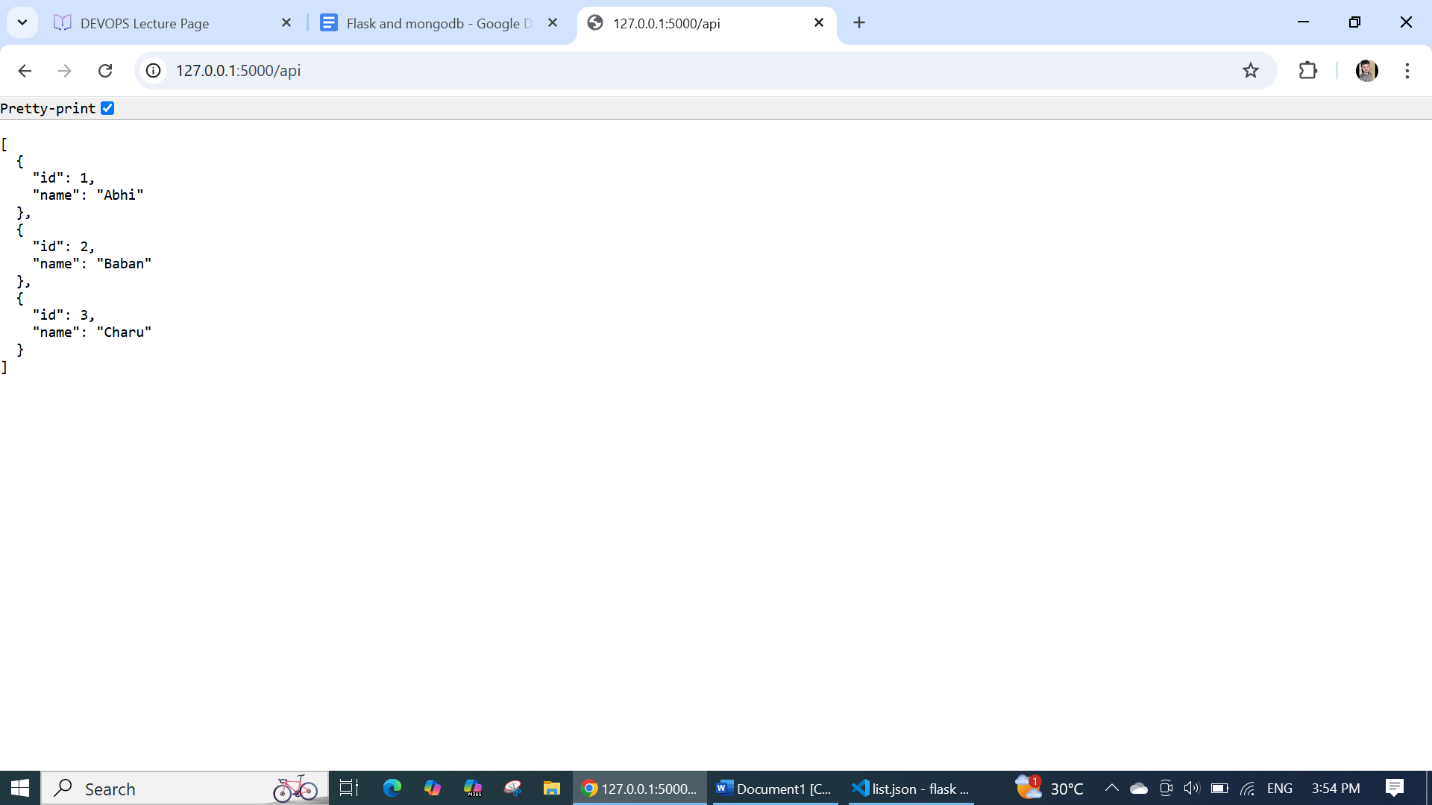 DEVOPS Lecture Page
Flask and mongodb - Google D
127.0.0.1:5000/api
127.0.0.1:5000/api
Pretty-print
[
  {
    "id": 1,
    "name": "Abhi"
  },
  {
    "id": 2,
    "name": "Baban"
  },
  {
    "id": 3,
    "name": "Charu"
  }
]
Search
M365
127.0.0.1:5000...
Document1 [C...
list.json - flask ...
1
30°C
ENG
3:54 PM